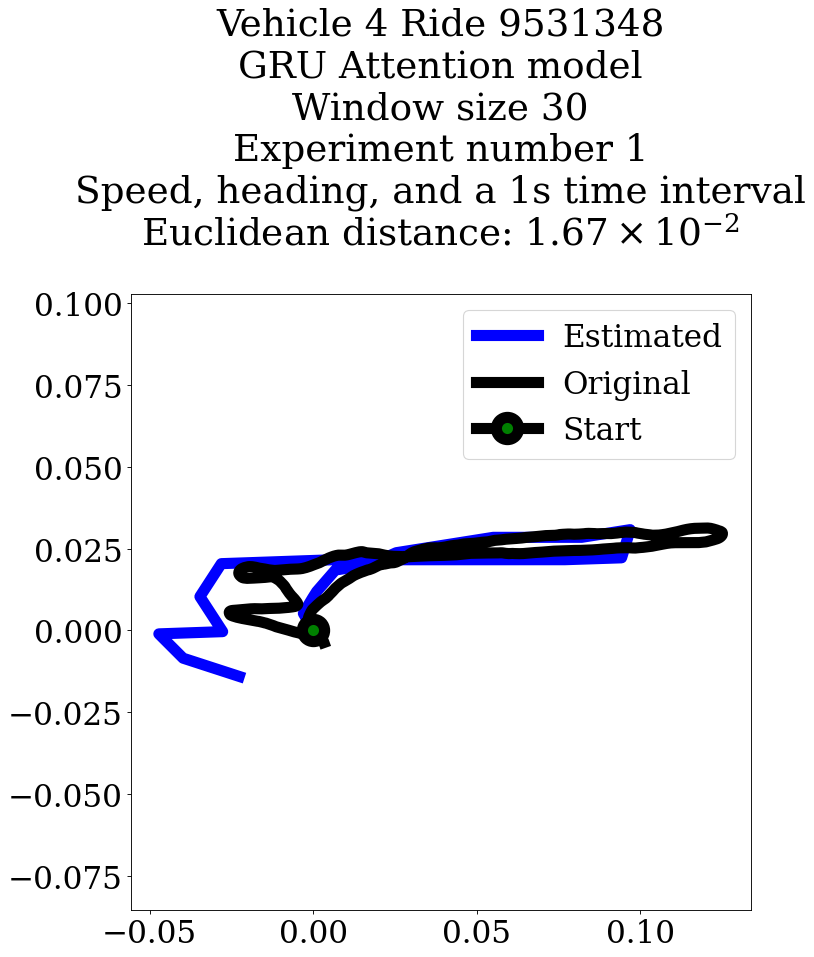 Vehicle 4 Ride 9531348
GRU Attention model
Window size 30
Experiment number 1
Speed, heading, and a 1s time interval
Euclidean distance: 1.67 × 10⁻²
0.100
0.075
0.050
0.025
0.000
−0.025
−0.050
−0.075
Estimated
Original
Start
−0.05
0.00
0.05
0.10